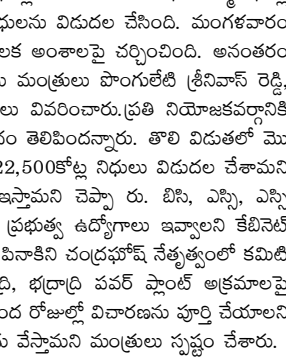 ధులను విడుదల చేసింది. మంగళవారం
లక అంశాలపై చర్చించింది. అనంతరం
మంత్రులు పొంగులేటి శ్రీనివాస్ రెడ్డి,
లు వివరించారు.ప్రతి నియోజకవర్గానికి
ం తెలిపిందన్నారు. తొలి విడుతలో మొ
22,500కోట్ల నిధులు విడుదల చేశామని
ఇస్తామని చెప్పా రు. బిసి, ఎస్సి, ఎస్సి
ప్రభుత్వ ఉద్యోగాలు ఇవ్వాలని కేబినెట్
పినాకిని చంద్రఘోష్ నేతృత్వంలో కమిటి
ద్రి, భద్రాద్రి పవర్ ప్లాంట్ అక్రమాలపై
ంద రోజుల్లో విచారణను పూర్తి చేయాలని
వేస్తామని మంత్రులు స్పష్టం చేశారు.